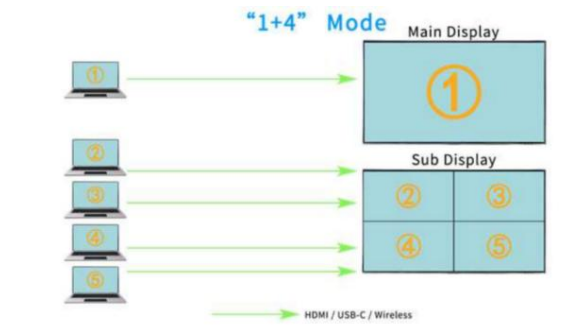 “1+4” Mode
Main Display
①
①
Sub Display
②
③
④
⑤
② ③
④ ⑤
HDMI / USB-C / Wireless